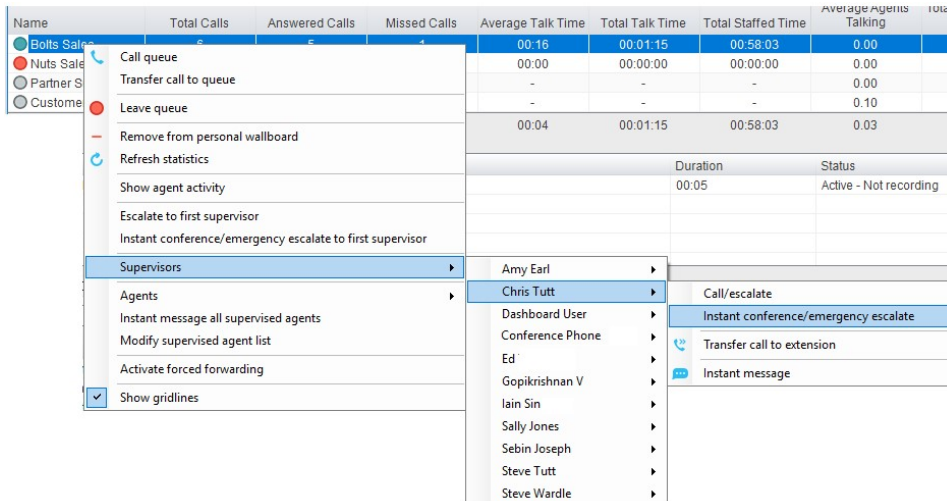 Name Total Calls Answered Calls Missed Calls Average Talk Time Total Talk Time Total Staffed Time Average Agents Talking
Bolts Sales 6 5 1 00:16 00:01:15 00:58:03 0.00
Nuts Sale 00:00 00:00:00 00:00:00 0.00
Partner S - - - 0.00
Custome - - - 0.10
00:04 00:01:15 00:58:03 0.03
Duration Status
00:05 Active - Not recording
Call queue
Transfer call to queue
Leave queue
Remove from personal wallboard
Refresh statistics
Show agent activity
Escalate to first supervisor
Instant conference/emergency escalate to first supervisor
Supervisors
Agents
Instant message all supervised agents
Modify supervised agent list
Activate forced forwarding
Show gridlines
Amy Earl
Chris Tutt
Dashboard User
Conference Phone
Ed
Gopikrishnan V
Iain Sin
Sally Jones
Sebin Joseph
Steve Tutt
Steve Wardle
Call/escalate
Instant conference/emergency escalate
Transfer call to extension
Instant message